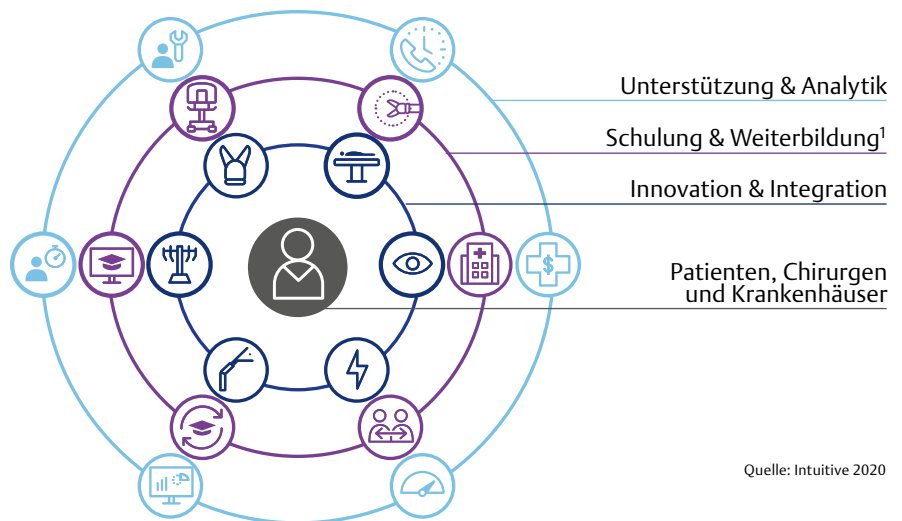 Unterstützung & Analytik
Schulung & Weiterbildung¹
Innovation & Integration
Patienten, Chirurgen
und Krankenhäuser
$
Quelle: Intuitive 2020